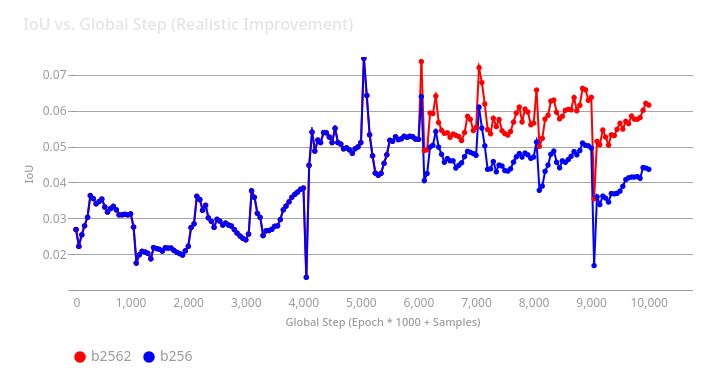 IoU vs. Global Step (Realistic Improvement)
0.07
0.06
0.05
0.04
0.03
0.02
IoU
0 1,000 2,000 3,000 4,000 5,000 6,000 7,000 8,000 9,000 10,000
Global Step (Epoch * 1000 + Samples)
b2562 b256